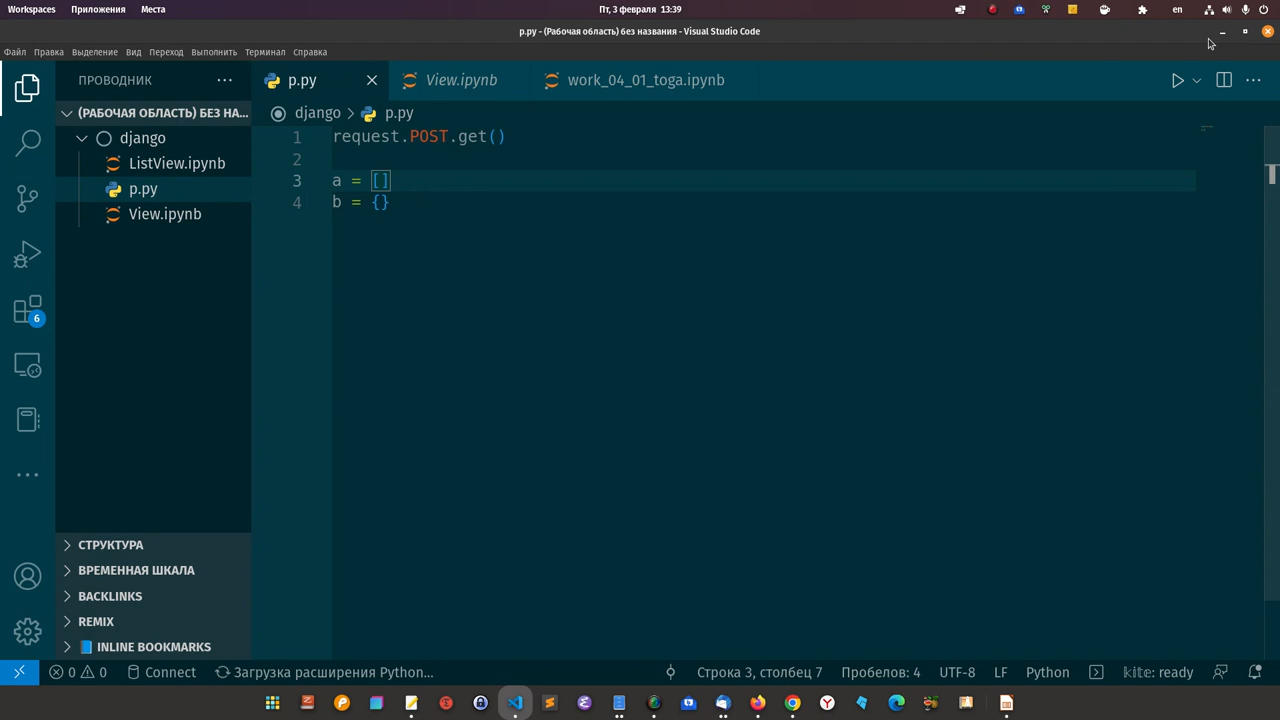 Workspaces Приложения Места Пт, 3 февраля 13:39 en
p.py - (Рабочая область) без названия - Visual Studio Code
Файл Правка Выделение Вид Переход Выполнить Терминал Справка
ПРОВОДНИК
p.py View.ipynb work_04_01_toga.ipynb
(РАБОЧАЯ ОБЛАСТЬ) БЕЗ НА...
django
ListView.ipynb
p.py
View.ipynb
django > p.py
1 request.POST.get()
2
3 a = []
4 b = {}
6
СТРУКТУРА
ВРЕМЕННАЯ ШКАЛА
BACKLINKS
REMIX
INLINE BOOKMARKS
0 0 Connect Загрузка расширения Python... Строка 3, столбец 7 Пробелов: 4 UTF-8 LF Python kite: ready